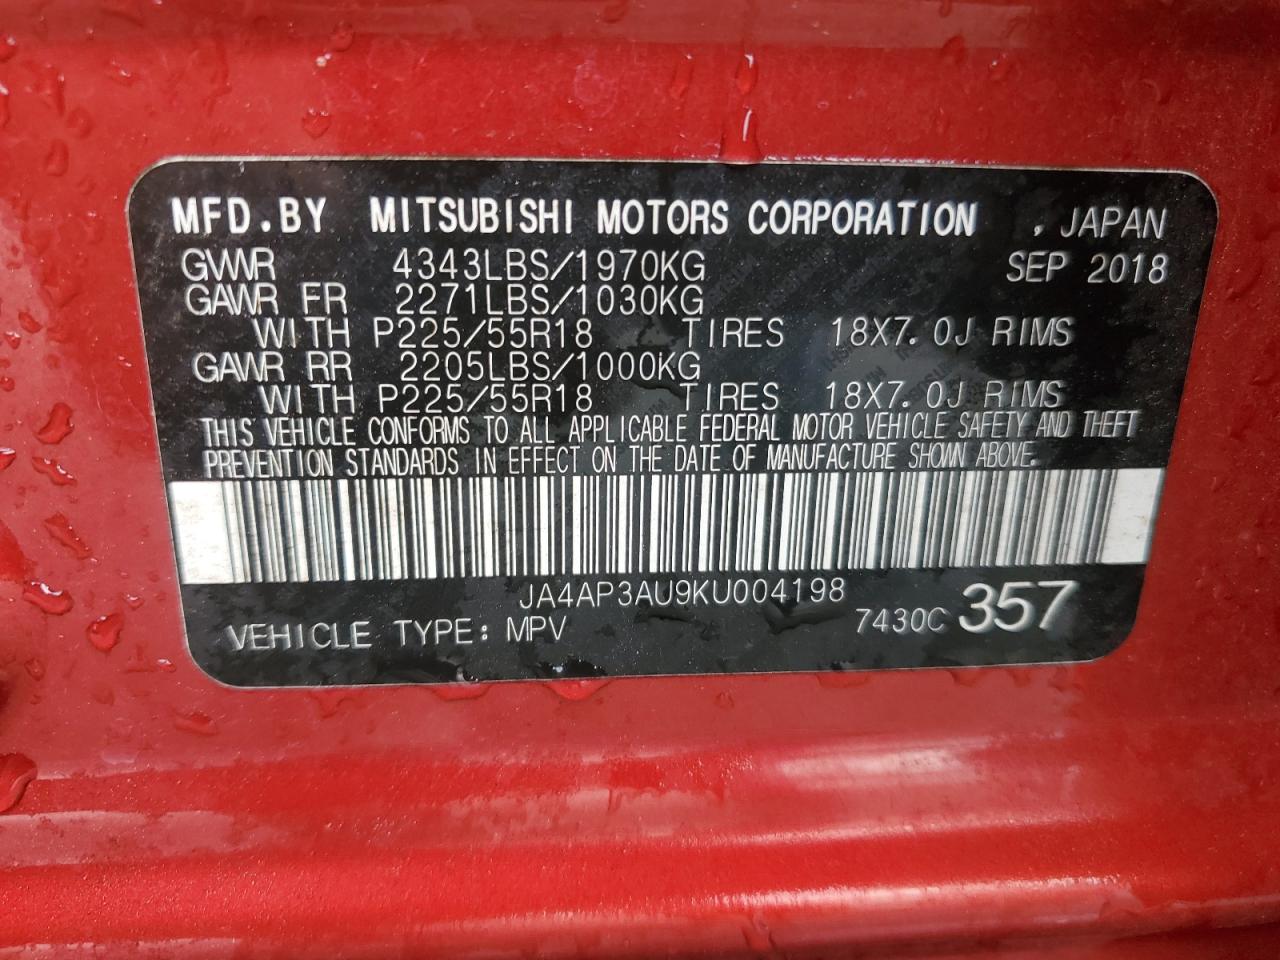 MFD.BY MITSUBISHI MOTORS CORPORATION , JAPAN
GVWR 4343LBS/1970KG SEP 2018
GAWR FR 2271LBS/1030KG
WITH P225/55R18 TIRES 18X7.0J RIMS
GAWR RR 2205LBS/1000KG
WITH P225/55R18 TIRES 18X7.0J RIMS
THIS VEHICLE CONFORMS TO ALL APPLICABLE FEDERAL MOTOR VEHICLE SAFETY AND THEFT
PREVENTION STANDARDS IN EFFECT ON THE DATE OF MANUFACTURE SHOWN ABOVE.
JA4AP3AU9KU004198
VEHICLE TYPE: MPV 7430C 357